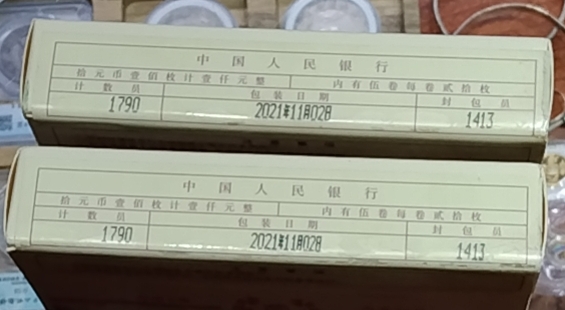 中国人民银行
拾元币壹佰枚计壹仟元整 内有伍卷每卷贰拾枚
计数员 包装日期 封包员
1790 2021年11月02日 1413
中国人民银行
拾元币壹佰枚计壹仟元整 内有伍卷每卷贰拾枚
计数员 包装日期 封包员
1790 2021年11月02日 1413